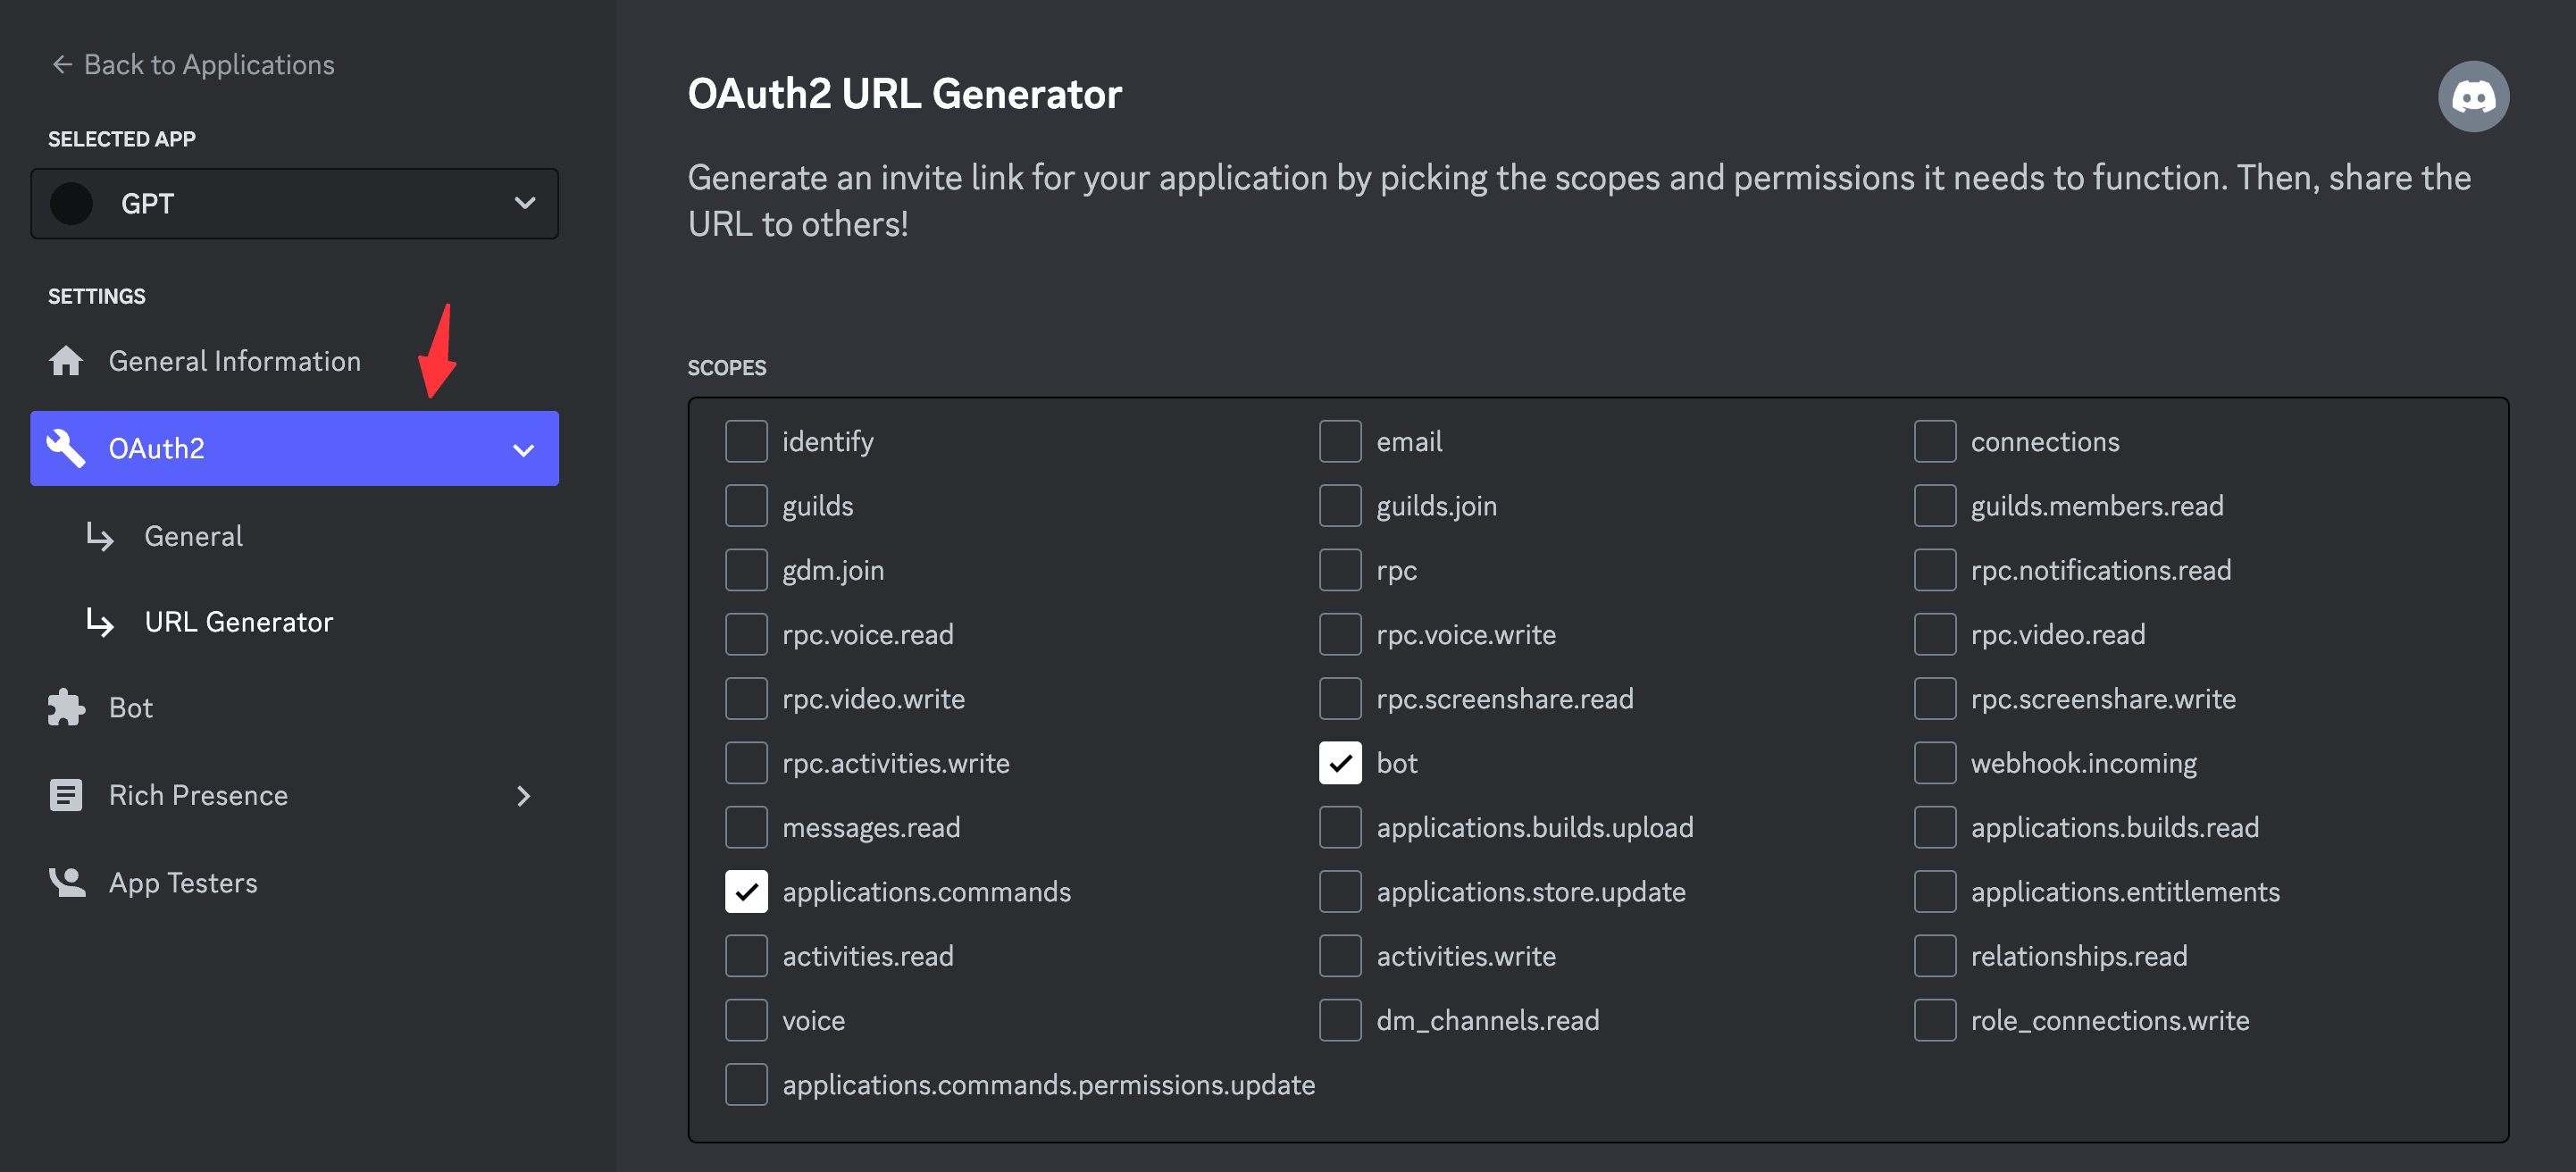 ← Back to Applications
SELECTED APP
GPT
SETTINGS
General Information
OAuth2
General
URL Generator
Bot
Rich Presence
App Testers
OAuth2 URL Generator
Generate an invite link for your application by picking the scopes and permissions it needs to function. Then, share the
URL to others!
SCOPES
identify email connections
guilds guilds.join guilds.members.read
gdm.join rpc rpc.notifications.read
rpc.voice.read rpc.voice.write rpc.video.read
rpc.video.write rpc.screenshare.read rpc.screenshare.write
rpc.activities.write bot webhook.incoming
messages.read applications.builds.upload applications.builds.read
applications.commands applications.store.update applications.entitlements
activities.read activities.write relationships.read
voice dm_channels.read role_connections.write
applications.commands.permissions.update